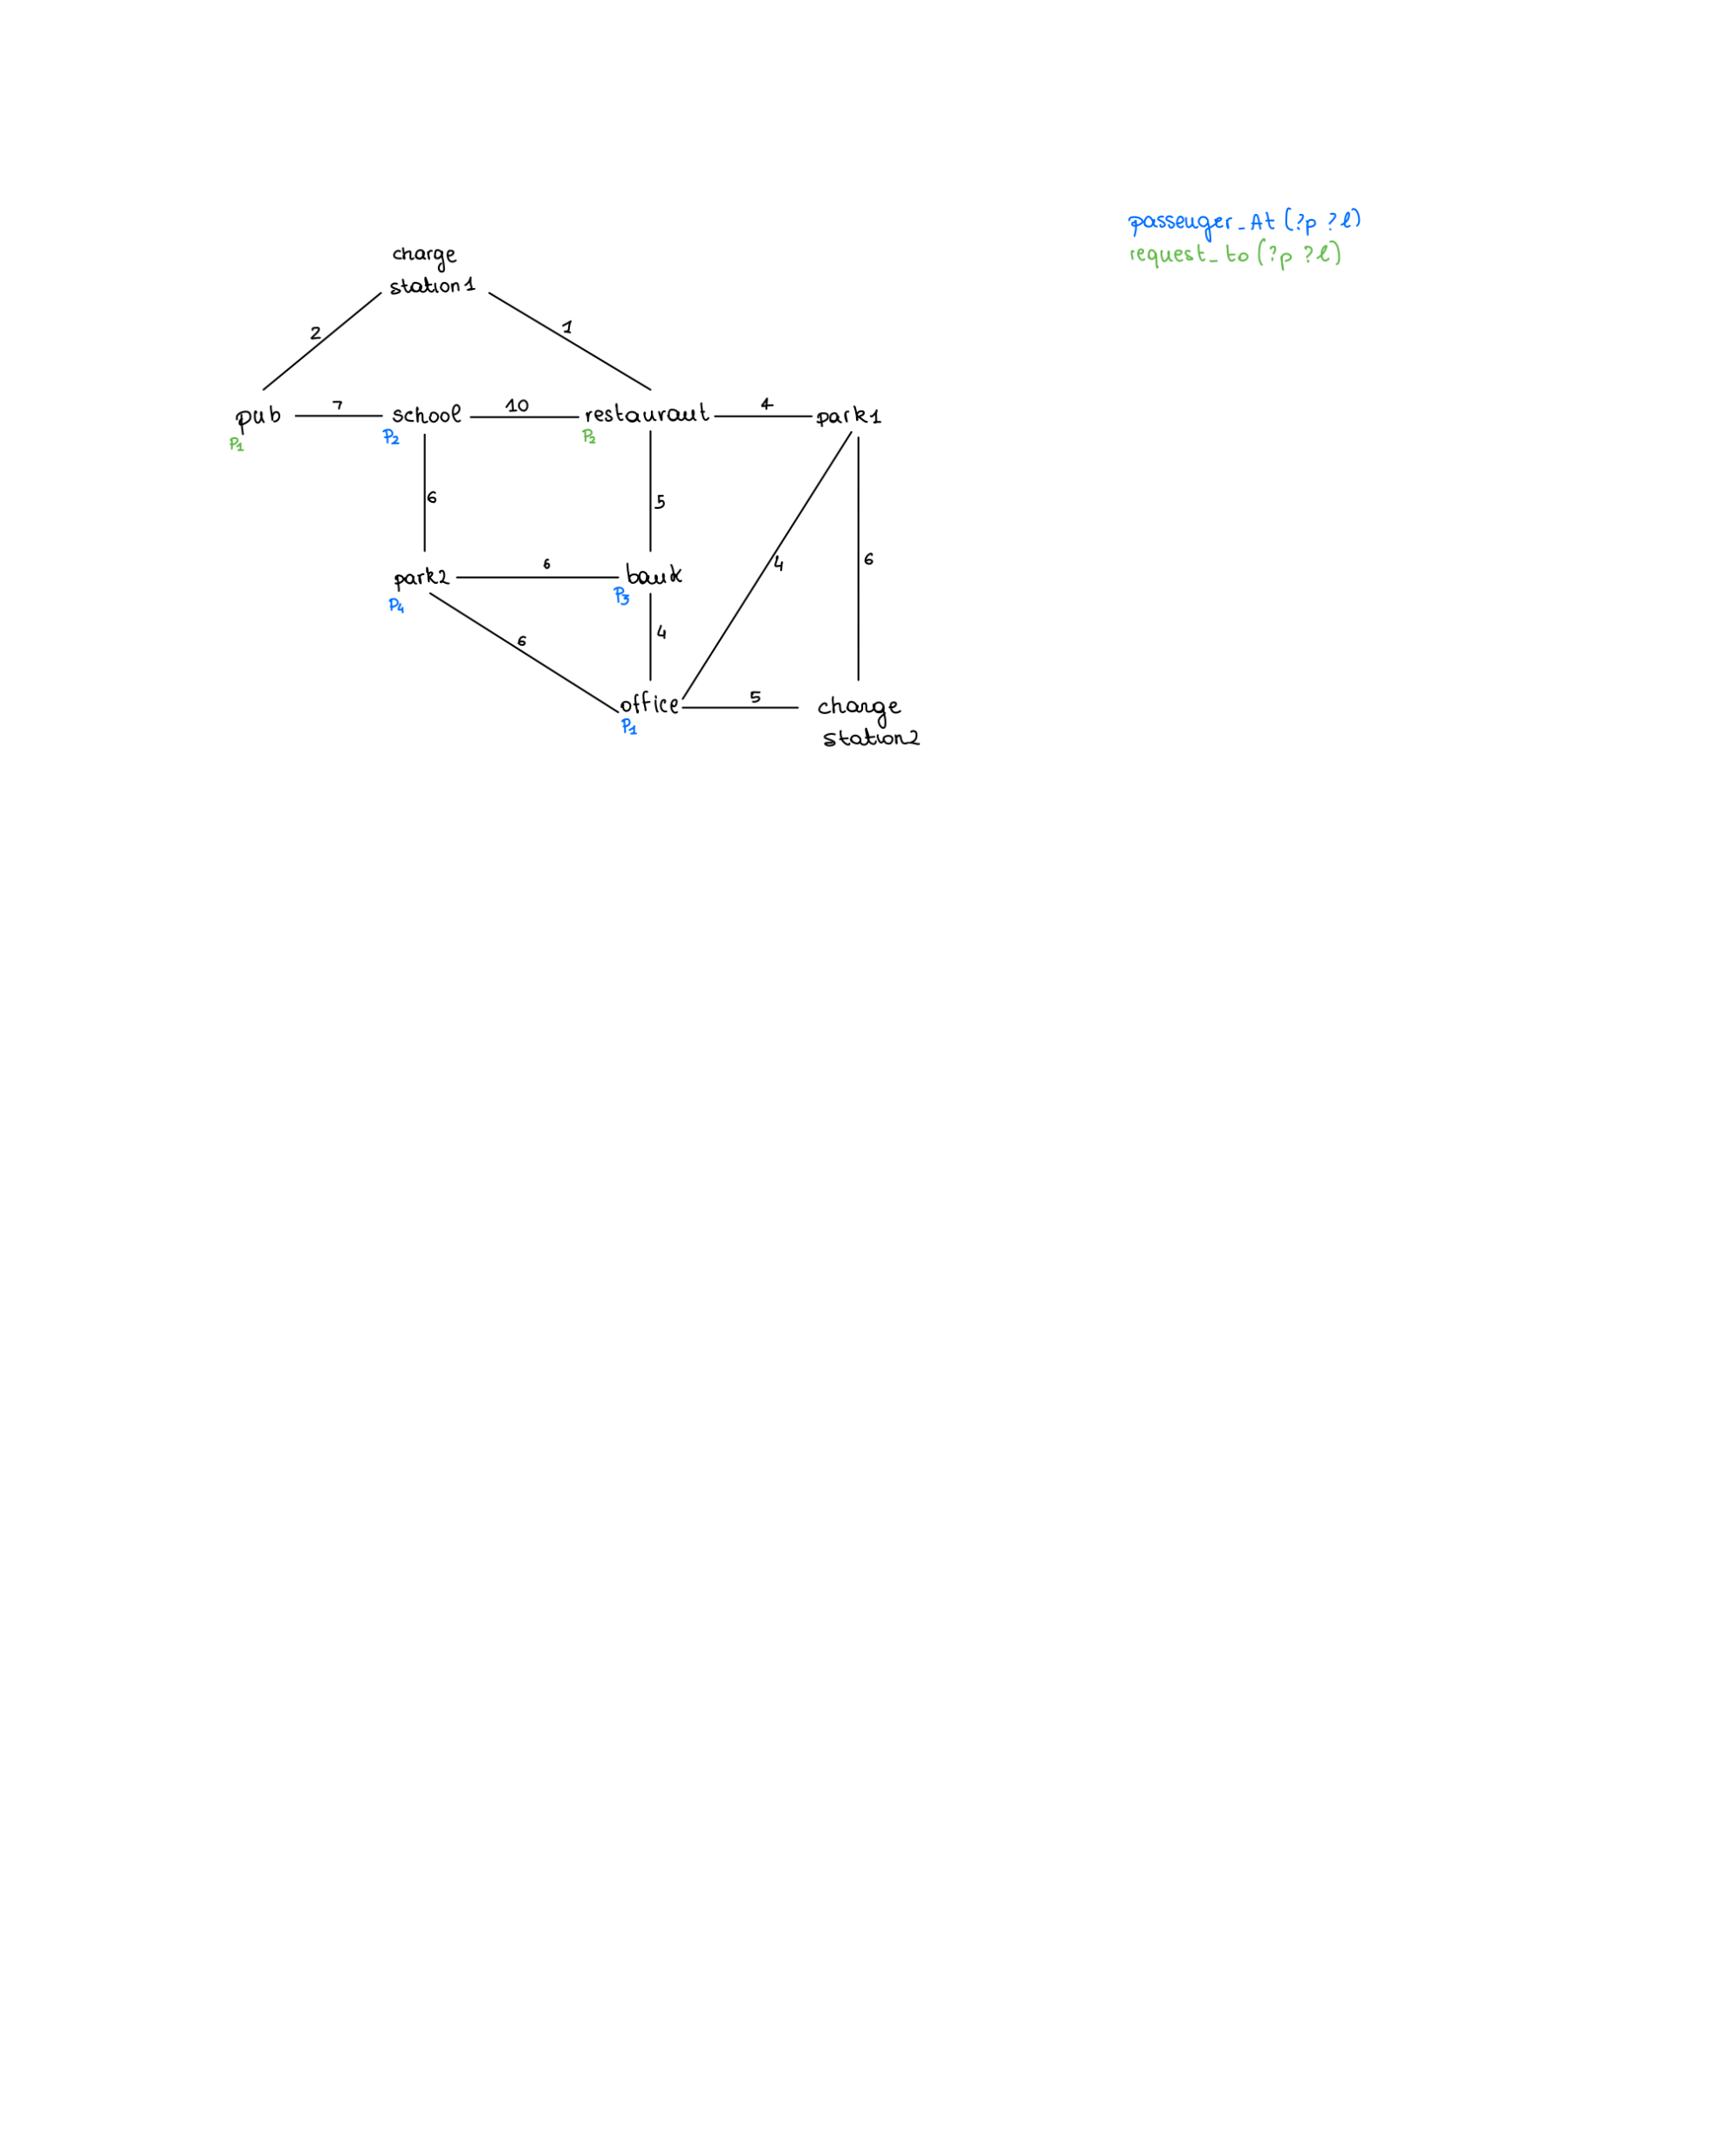 passenger_At (?p ?l)
request_to (?p ?l)
charge
station1
2
1
pub
7
school
10
restaurant
4
park1
P1
P2
P2
6
5
4
6
park2
6
bank
P4
P3
6
4
office
5
charge
P1
station2